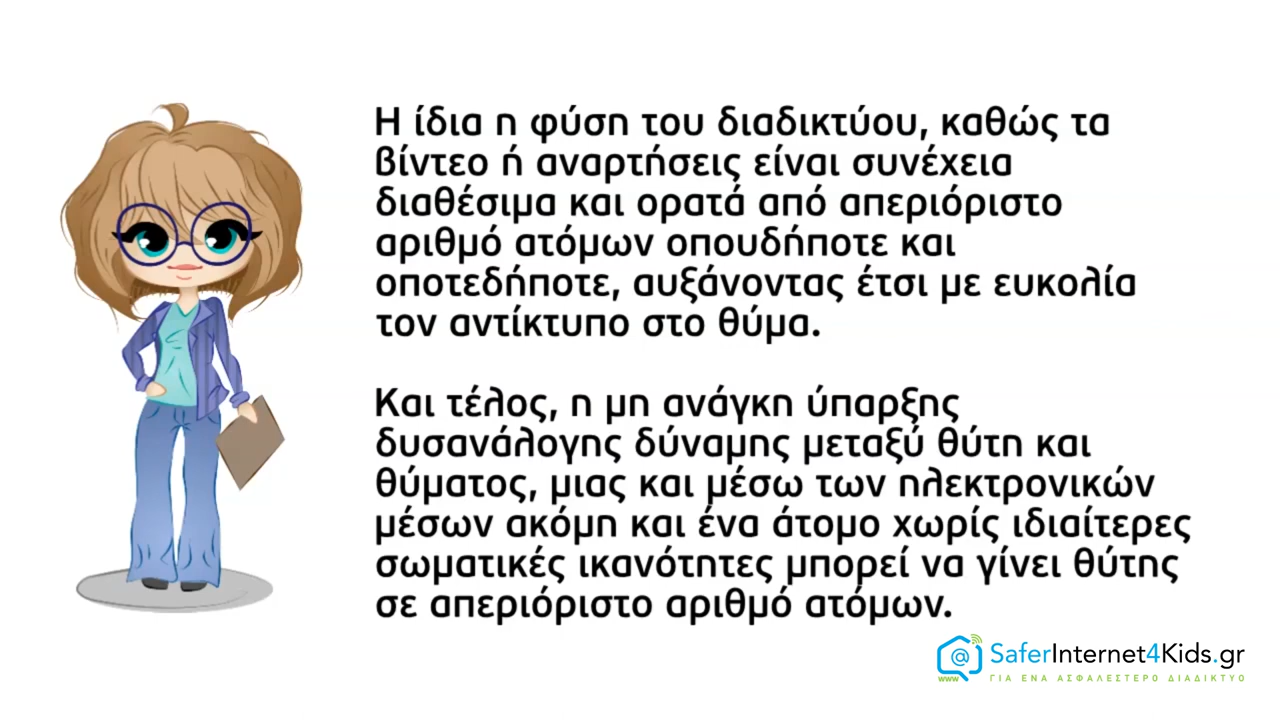 Η ίδια η φύση του διαδικτύου, καθώς τα
βίντεο ή αναρτήσεις είναι συνέχεια
διαθέσιμα και ορατά από απεριόριστο
αριθμό ατόμων οπουδήποτε και
οποτεδήποτε, αυξάνοντας έτσι με ευκολία
τον αντίκτυπο στο θύμα.
Και τέλος, η μη ανάγκη ύπαρξης
δυσανάλογης δύναμης μεταξύ θύτη και
θύματος, μιας και μέσω των ηλεκτρονικών
μέσων ακόμη και ένα άτομο χωρίς ιδιαίτερες
σωματικές ικανότητες μπορεί να γίνει θύτης
σε απεριόριστο αριθμό ατόμων.
@ SaferInternet4Kids.gr
www ΓΙΑ ΕΝΑ ΑΣΦΑΛΕΣΤΕΡΟ ΔΙΑΔΙΚΤΥΟ